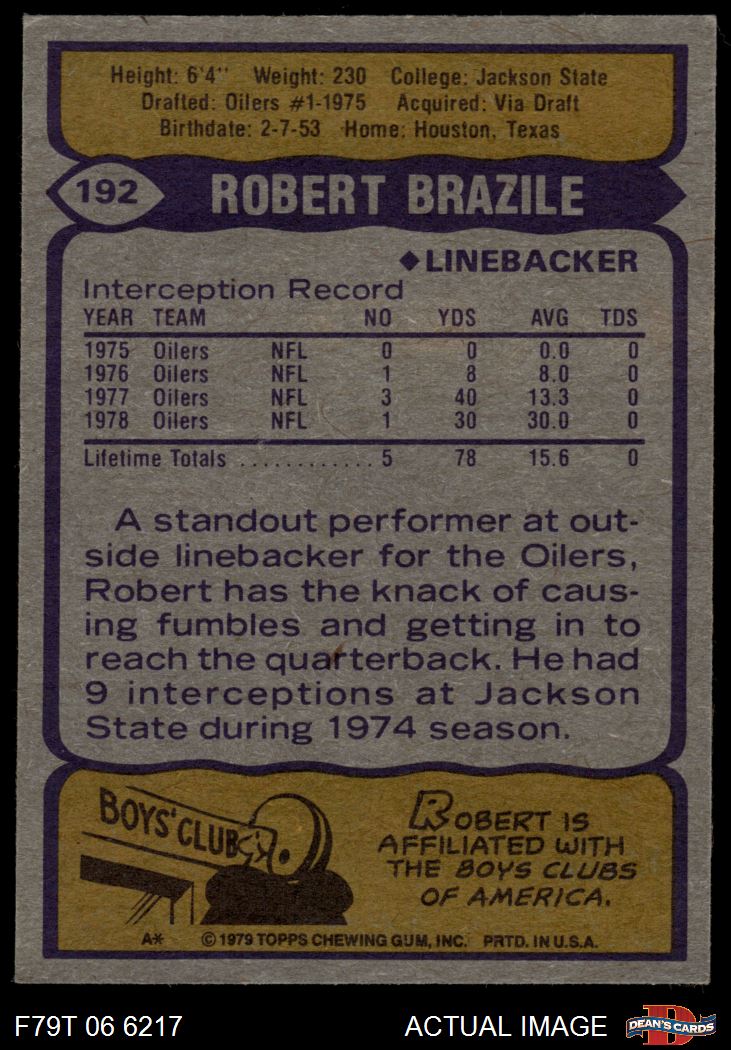 Height: 6'4" Weight: 230 College: Jackson State
Drafted: Oilers #1-1975 Acquired: Via Draft
Birthdate: 2-7-53 Home: Houston, Texas
192 ROBERT BRAZILE
◆LINEBACKER
Interception Record
YEAR TEAM NO YDS AVG TDS
1975 Oilers NFL 0 0 0.0 0
1976 Oilers NFL 1 8 8.0 0
1977 Oilers NFL 3 40 13.3 0
1978 Oilers NFL 1 30 30.0 0
Lifetime Totals ............ 5 78 15.6 0
A standout performer at out-
side linebacker for the Oilers,
Robert has the knack of caus-
ing fumbles and getting in to
reach the quarterback. He had
9 interceptions at Jackson
State during 1974 season.
BOYS' CLUB
ROBERT IS
AFFILIATED WITH
THE BOYS CLUBS
OF AMERICA.
A* © 1979 TOPPS CHEWING GUM, INC. PRTD. IN U.S.A.
F79T 06 6217 ACTUAL IMAGE DEAN'S CARDS